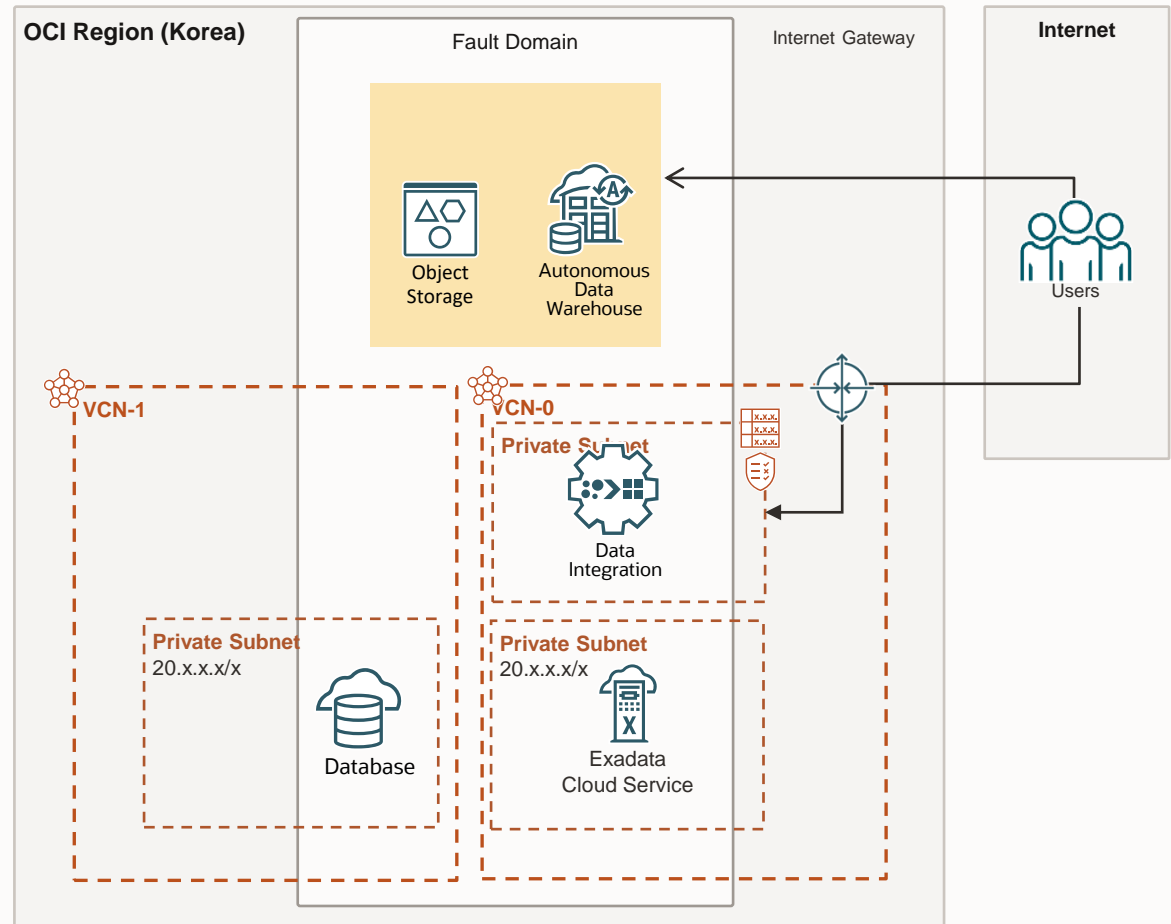 OCI Region (Korea)
Fault Domain
Internet Gateway
Internet
A
Object
Storage
Autonomous
Data
Warehouse
Users
VCN-1
VCN-0
Private Subnet
x.x.x.
x.x.x.
x.x.x.
Data
Integration
Private Subnet
20.x.x.x/x
Database
Private Subnet
20.x.x.x/x
X
Exadata
Cloud Service